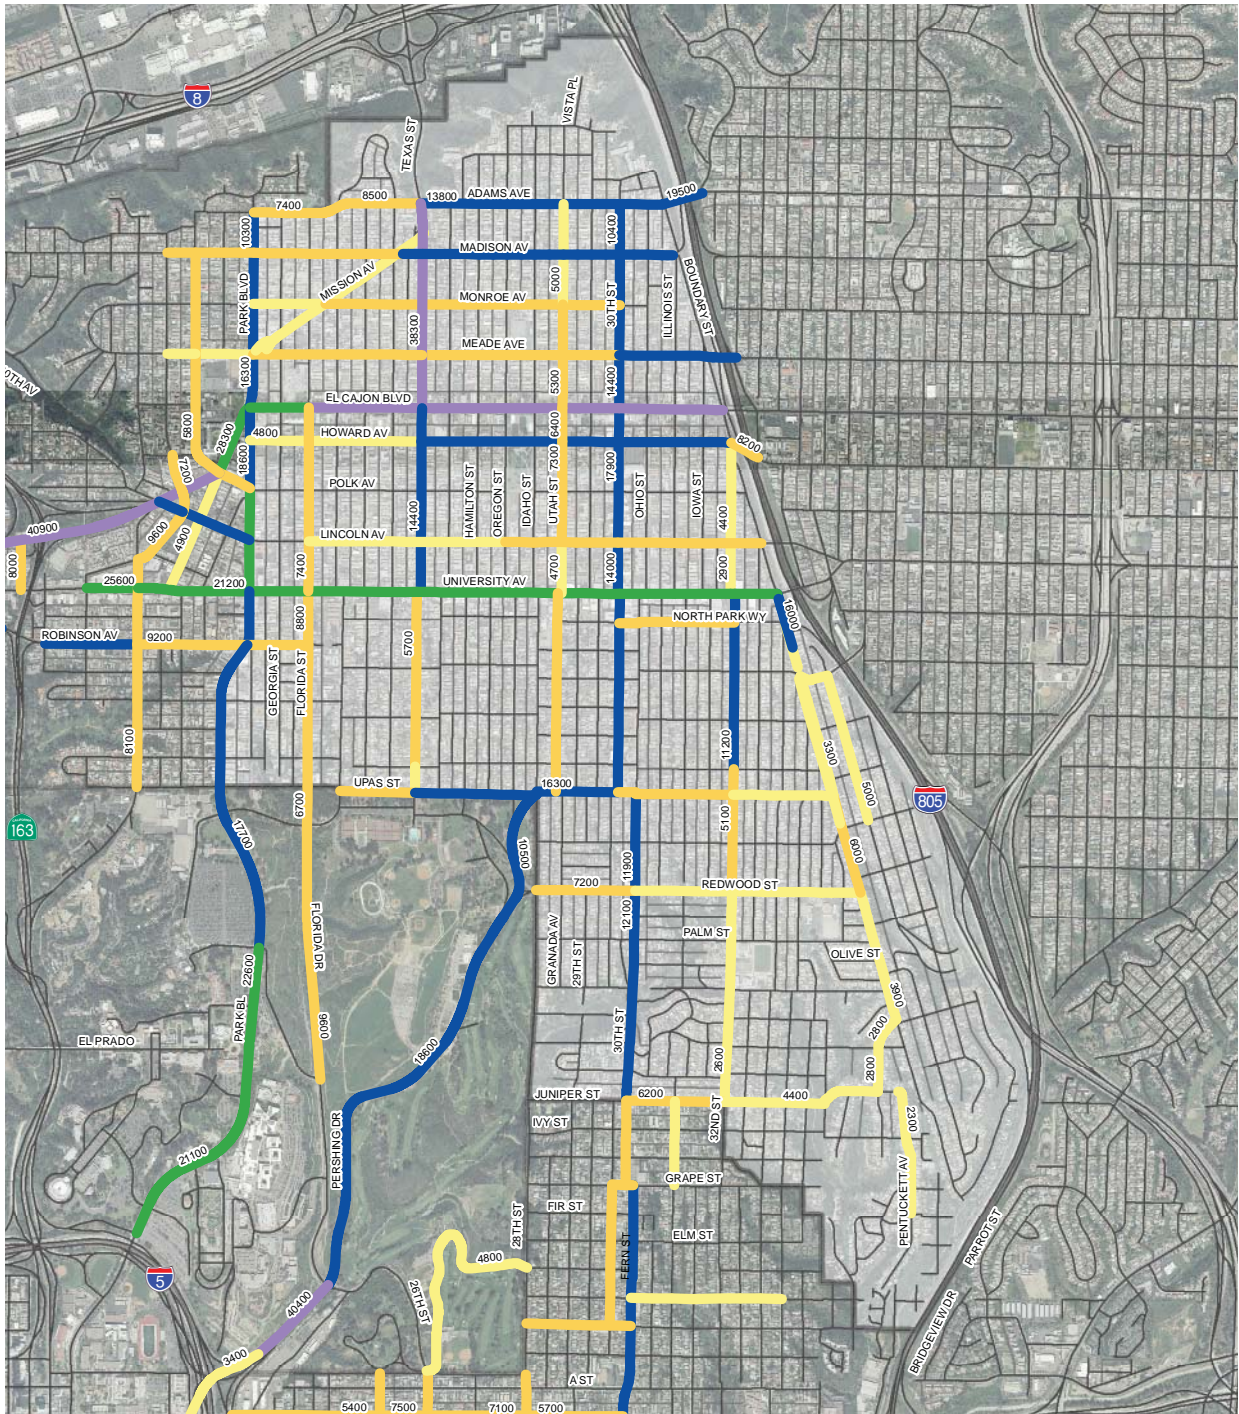 VISTA PL
8
TEXAS ST
8500
13800
ADAMS AVE
19500
7400
10300
10400
MADISON AV
MISSION AV
5000
BOUNDARY ST
MONROE AV
PARK BLVD
30TH ST
ILLINOIS ST
38300
MEADE AVE
16300
5300
14400
0TH AV
EL CAJON BLVD
5800
28300
4800
HOWARD AV
6400
8200
18600
7300
17900
7200
POLK AV
HAMILTON ST
OREGON ST
IDAHO ST
UTAH ST
OHIO ST
IOWA ST
40900
9600
4900
14400
4400
LINCOLN AV
8000
7400
4700
14000
2900
25600
21200
UNIVERSITY AV
16000
8800
NORTH PARK WY
ROBINSON AV
9200
5700
GEORGIA ST
FLORIDA ST
8100
11200
3300
UPAS ST
16300
5000
805
6700
5100
163
17700
10500
6000
11900
7200
REDWOOD ST
12100
PALM ST
FLORIDA DR
GRANADA AV
29TH ST
OLIVE ST
22600
3900
PARK BL
9600
2800
EL PRADO
30TH ST
18600
2600
2800
JUNIPER ST
6200
4400
IVY ST
32ND ST
2300
PERSHING DR
21100
GRAPE ST
PENTUCKETT AV
FIR ST
28TH ST
ELM ST
PARROT ST
4800
FERN ST
5
26TH ST
40400
BRIDGEVIEW DR
3400
A ST
5400
7500
7100
5700